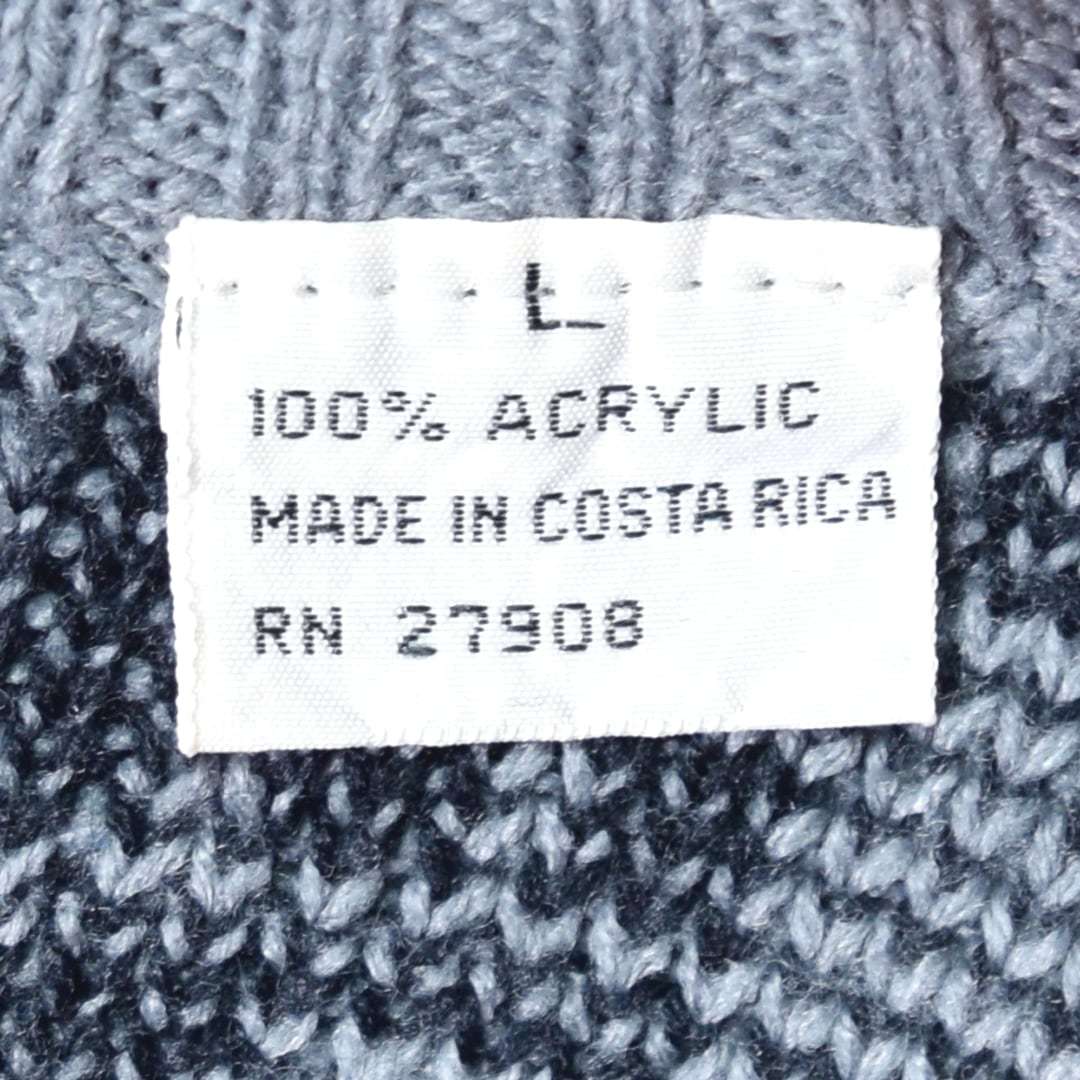 L
100% ACRYLIC
MADE IN COSTA RICA
RN 27908